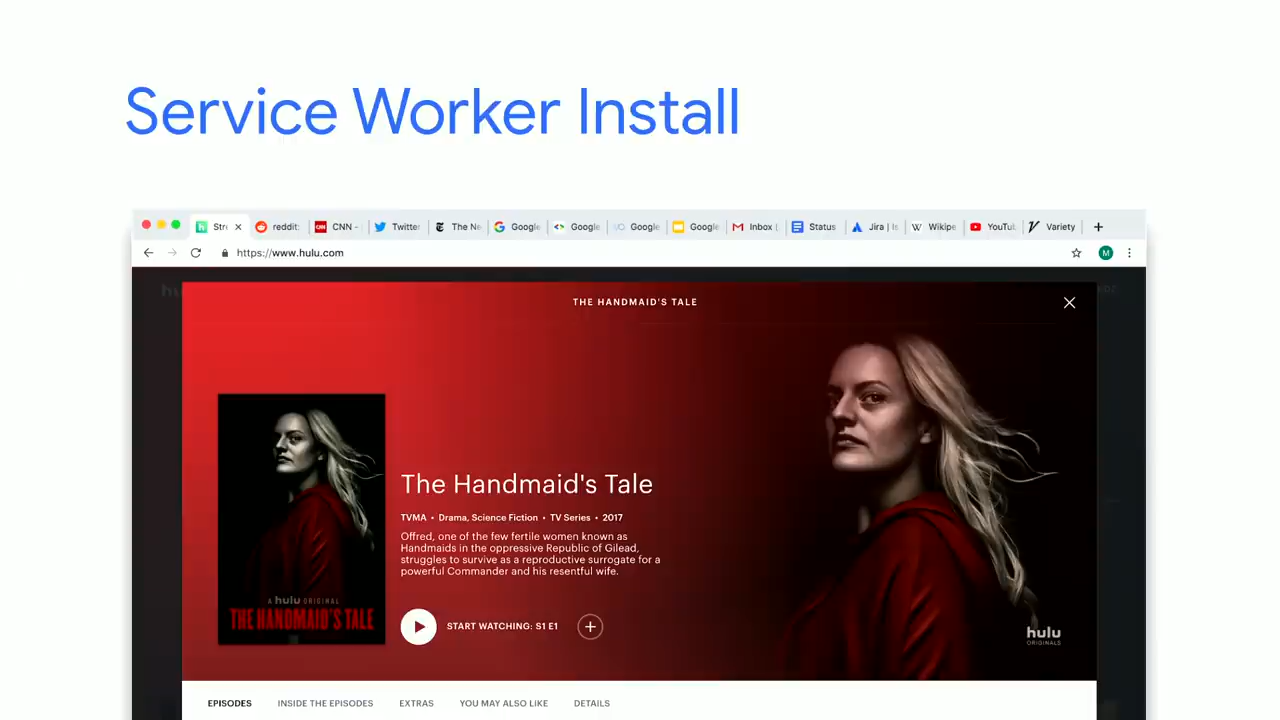 Service Worker Install
Str
reddit:
CNN -
Twitter
The Ne
Google
Google
Google
Google
Inbox (
Status
Jira | Is
Wikipe
YouTu
Variety
https://www.hulu.com
M
hu
THE HANDMAID'S TALE
The Handmaid's Tale
TVMA • Drama, Science Fiction • TV Series • 2017
Offred, one of the few fertile women known as
Handmaids in the oppressive Republic of Gilead,
struggles to survive as a reproductive surrogate for a
powerful Commander and his resentful wife.
A hulu ORIGINAL
THE HANDMAID'S TALE
START WATCHING: S1 E1
hulu
ORIGINALS
EPISODES
INSIDE THE EPISODES
EXTRAS
YOU MAY ALSO LIKE
DETAILS